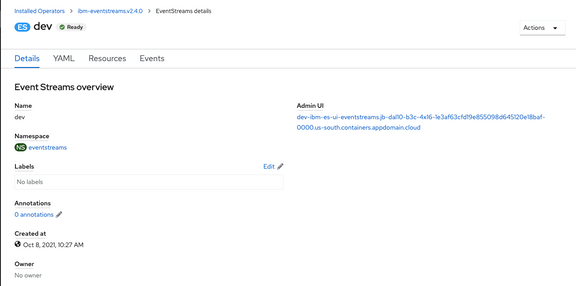 Installed Operators > ibm-eventstreams.v2.4.0 > EventStreams details
ES dev Ready
Actions
Details YAML Resources Events
Event Streams overview
Name
dev
Admin UI
dev-ibm-es-ui-eventstreams.jb-dal10-b3c-4x16-1e3af63cfd19e855098d645120e18baf-
0000.us-south.containers.appdomain.cloud
Namespace
NS eventstreams
Labels
Edit
No labels
Annotations
0 annotations
Created at
Oct 8, 2021, 10:27 AM
Owner
No owner